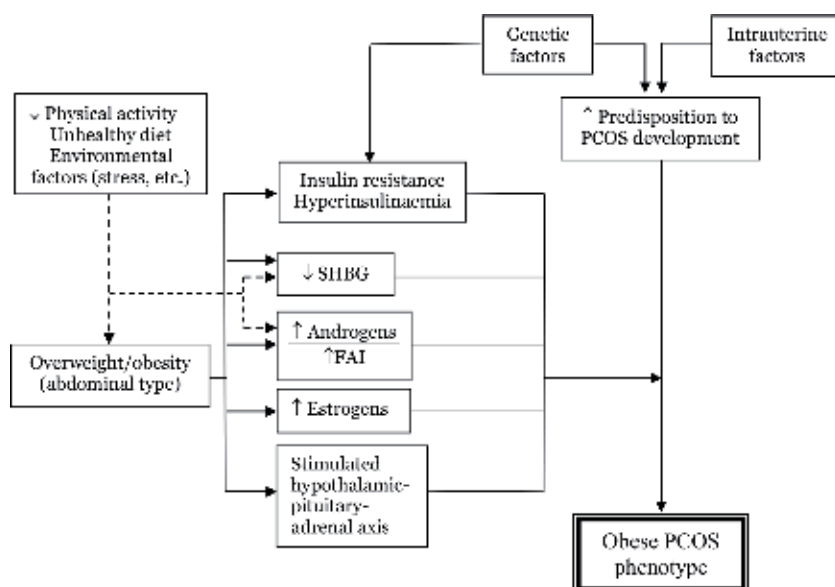 Genetic
factors
Intrauterine
factors
↓ Physical activity
Unhealthy diet
Environmental
factors (stress, etc.)
↑ Predisposition to
PCOS development
Insulin resistance
Hyperinsulinaemia
↓ SHBG
↑ Androgens
↑FAI
Overweight/obesity
(abdominal type)
↑ Estrogens
Stimulated
hypothalamic-
pituitary-
adrenal axis
Obese PCOS
phenotype